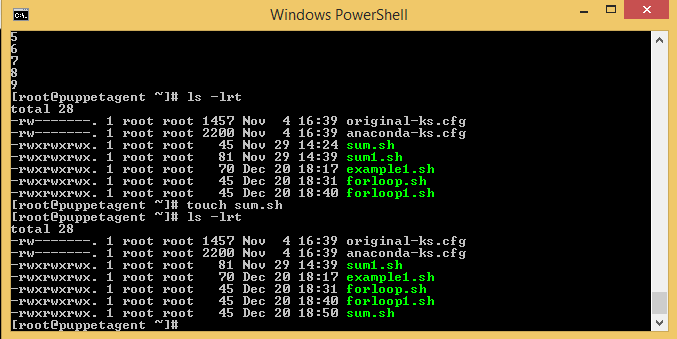 Windows PowerShell
5
6
7
8
9
[root@puppetagent ~]# ls -lrt
total 28
-rw-------. 1 root root 1457 Nov  4 16:39 original-ks.cfg
-rw-------. 1 root root 2200 Nov  4 16:39 anaconda-ks.cfg
-rwxrwxrwx. 1 root root   45 Nov 29 14:24 sum.sh
-rwxrwxrwx. 1 root root   81 Nov 29 14:39 sum1.sh
-rwxrwxrwx. 1 root root   70 Dec 20 18:17 example1.sh
-rwxrwxrwx. 1 root root   45 Dec 20 18:31 forloop.sh
-rwxrwxrwx. 1 root root   45 Dec 20 18:40 forloop1.sh
[root@puppetagent ~]# touch sum.sh
[root@puppetagent ~]# ls -lrt
total 28
-rw-------. 1 root root 1457 Nov  4 16:39 original-ks.cfg
-rw-------. 1 root root 2200 Nov  4 16:39 anaconda-ks.cfg
-rwxrwxrwx. 1 root root   81 Nov 29 14:39 sum1.sh
-rwxrwxrwx. 1 root root   70 Dec 20 18:17 example1.sh
-rwxrwxrwx. 1 root root   45 Dec 20 18:31 forloop.sh
-rwxrwxrwx. 1 root root   45 Dec 20 18:40 forloop1.sh
-rwxrwxrwx. 1 root root   45 Dec 20 18:50 sum.sh
[root@puppetagent ~]#